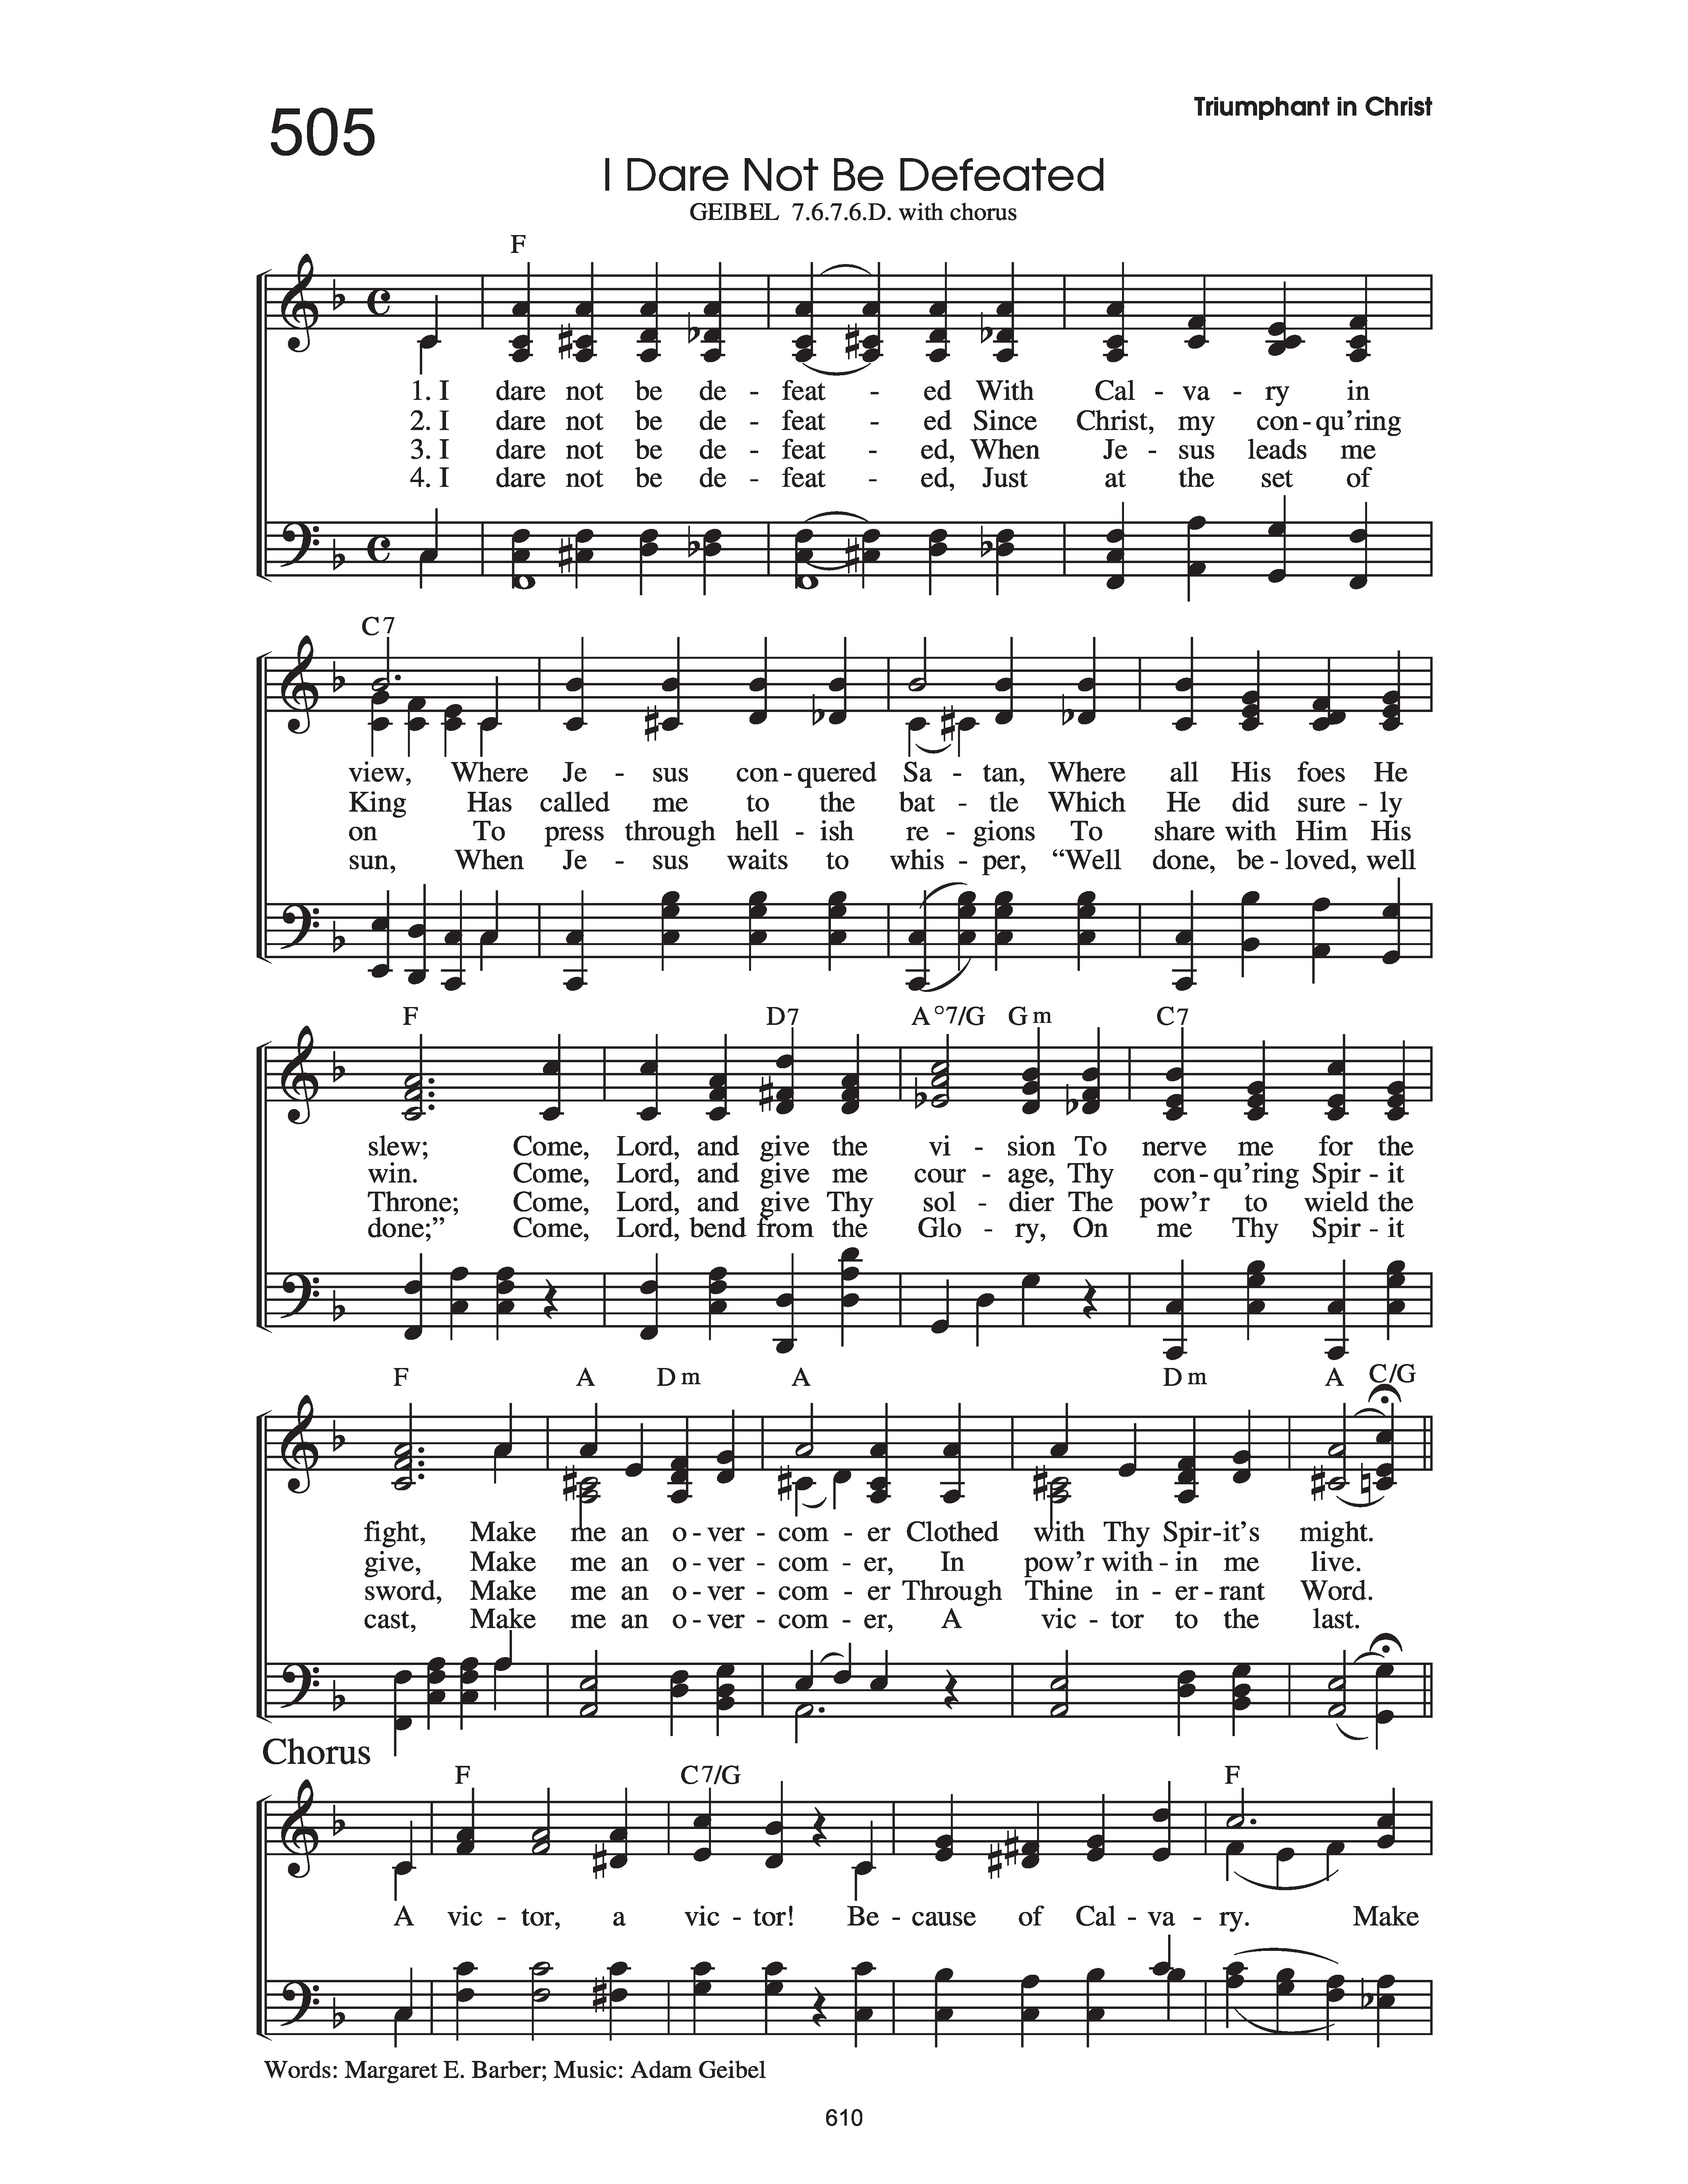 505
Triumphant in Christ
I Dare Not Be Defeated
GEIBEL 7.6.7.6.D. with chorus
F
1. I dare not be de - feat - ed With Cal - va - ry in
2. I dare not be de - feat - ed Since Christ, my con - qu'ring
3. I dare not be de - feat - ed, When Je - sus leads me
4. I dare not be de - feat - ed, Just at the set of
C7
view, Where Je - sus con - quered Sa - tan, Where all His foes He
King Has called me to the bat - tle Which He did sure - ly
on To press through hell - ish re - gions To share with Him His
sun, When Je - sus waits to whis - per, “Well done, be - loved, well
F D7 A°7/G Gm C7
slew; Come, Lord, and give the vi - sion To nerve me for the
win. Come, Lord, and give me cour - age, Thy con - qu'ring Spir - it
Throne; Come, Lord, and give Thy sol - dier The pow'r to wield the
done;” Come, Lord, bend from the Glo - ry, On me Thy Spir - it
F A Dm A Dm A C/G
fight, Make me an o - ver - com - er Clothed with Thy Spir - it's might.
give, Make me an o - ver - com - er, In pow'r with - in me live.
sword, Make me an o - ver - com - er Through Thine in - er - rant Word.
cast, Make me an o - ver - com - er, A vic - tor to the last.
Chorus
F C7/G F
A vic - tor, a vic - tor! Be - cause of Cal - va - ry. Make
Words: Margaret E. Barber; Music: Adam Geibel
610